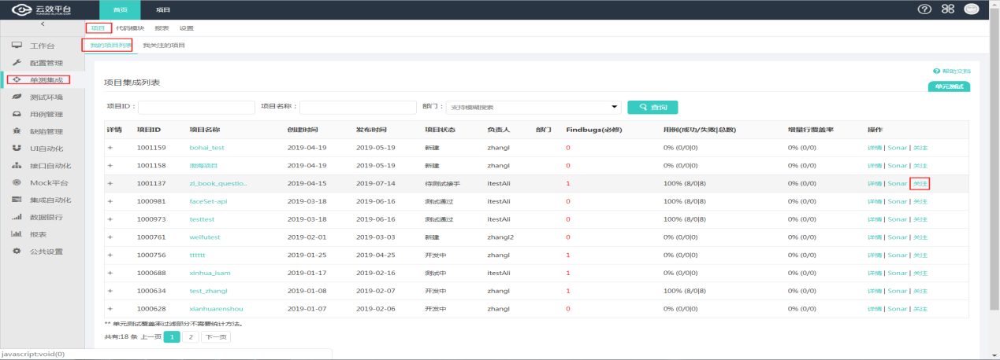 云效平台
YUNXIAO.ALIYUN.COM
首页 项目
项目 代码模块 报表 设置
我的项目列表 我关注的项目
工作台
配置管理
单测集成
测试环境
用例管理
缺陷管理
UI自动化
接口自动化
Mock平台
集成自动化
数据银行
报表
公共设置
帮助文档
项目集成列表
单元测试
项目ID： 项目名称： 部门： 支持模糊搜索 查询
详情 项目ID 项目名称 创建时间 发布时间 项目状态 负责人 部门 Findbugs(必修) 用例(成功/失败|总数) 增量行覆盖率 操作
+ 1001159 bohai_test 2019-04-19 2019-05-19 新建 zhangl 0 0% (0/0|0) 0% (0/0) 详情 | Sonar | 关注
+ 1001158 渤海项目 2019-04-19 2019-05-19 新建 zhangl 0 0% (0/0|0) 0% (0/0) 详情 | Sonar | 关注
+ 1001137 zl_book_questio.. 2019-04-15 2019-07-14 待测试接手 itestAli 1 100% (8/0|8) 0% (0/0) 详情 | Sonar | 关注
+ 1000981 faceSet-api 2019-03-18 2019-06-16 测试通过 itestAli 0 100% (8/0|8) 0% (0/0) 详情 | Sonar | 关注
+ 1000973 testtest 2019-03-18 2019-06-16 测试通过 itestAli 0 100% (8/0|8) 0% (0/0) 详情 | Sonar | 关注
+ 1000761 weifutest 2019-02-01 2019-03-03 新建 zhangl2 0 0% (0/0|0) 0% (0/0) 详情 | Sonar | 关注
+ 1000756 tttttt 2019-01-25 2019-04-25 开发中 zhangl 1 0% (0/0|0) 0% (0/0) 详情 | Sonar | 关注
+ 1000688 xinhua_isam 2019-01-17 2019-02-16 测试中 itestAli 1 0% (0/0|0) 0% (0/0) 详情 | Sonar | 关注
+ 1000634 test_zhangl 2019-01-08 2019-02-07 开发中 zhangl 1 100% (8/0|8) 0% (0/0) 详情 | Sonar | 关注
+ 1000628 xianhuarenshou 2019-01-07 2019-02-06 开发中 zhangl 0 0% (0/0|0) 0% (0/0) 详情 | Sonar | 关注
** 单元测试覆盖率过滤部分不需要统计方法。
共有:18 条 上一页 1 2 下一页
javascript:void(0)